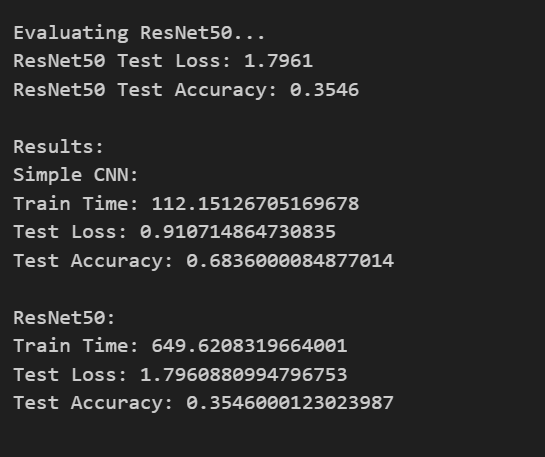 Evaluating ResNet50...
ResNet50 Test Loss: 1.7961
ResNet50 Test Accuracy: 0.3546
Results:
Simple CNN:
Train Time: 112.15126705169678
Test Loss: 0.910714864730835
Test Accuracy: 0.6836000084877014
ResNet50:
Train Time: 649.6208319664001
Test Loss: 1.7960880994796753
Test Accuracy: 0.3546000123023987